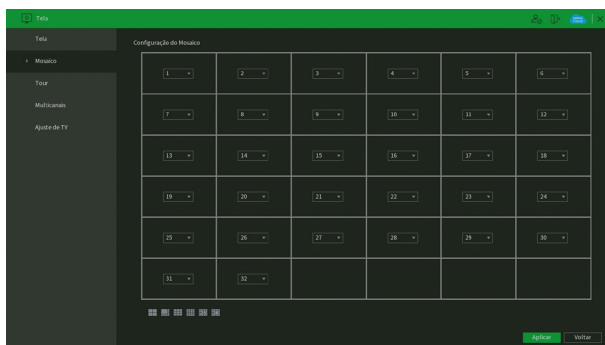 Tela
Tela
Configuração do Mosaico
Mosaico
1 2 3 4 5 6
Tour
Multicanais
7 8 9 10 11 12
Ajuste de TV
13 14 15 16 17 18
19 20 21 22 23 24
25 26 27 28 29 30
31 32
Aplicar Voltar